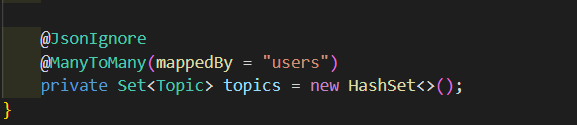 @JsonIgnore
@ManyToMany(mappedBy = "users")
private Set<Topic> topics = new HashSet<>();
}